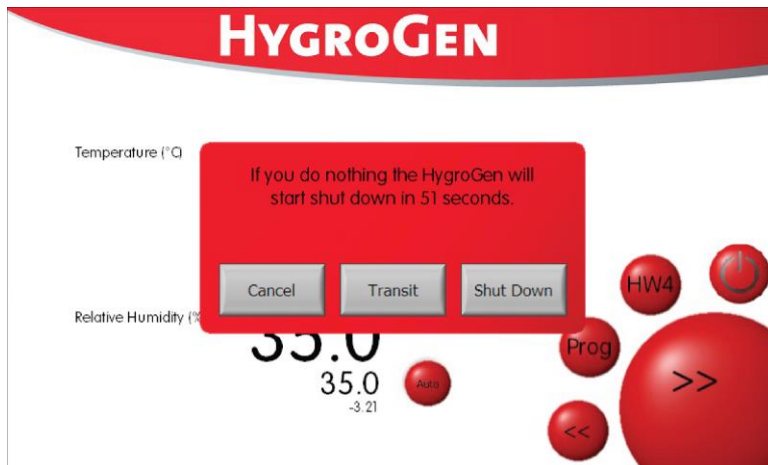 HYGROGEN
Temperature (°C)
If you do nothing the HygroGen will
start shut down in 51 seconds.
Cancel Transit Shut Down
HW4
Relative Humidity (%
35.0
Prog
35.0
Auto
>>
-3.21
<<